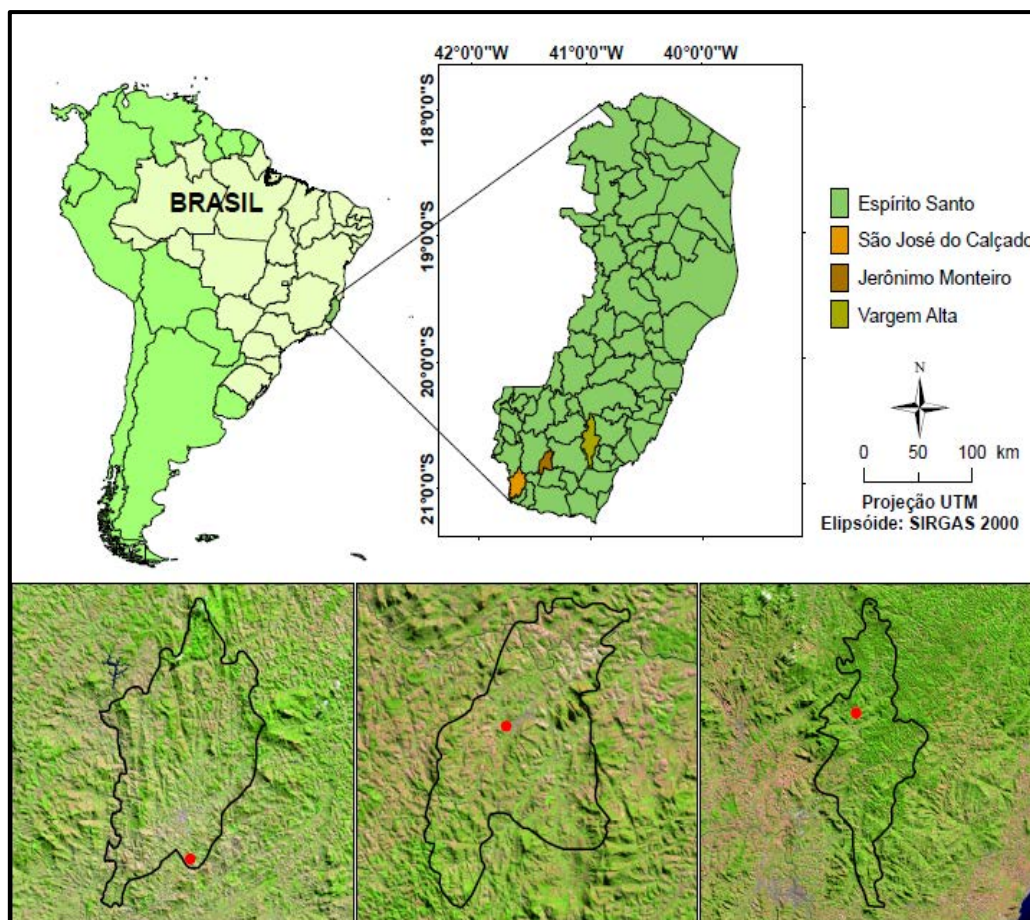 BRASIL
42°0'0"W 41°0'0"W 40°0'0"W
18°0'0"S
19°0'0"S
20°0'0"S
21°0'0"S
Espírito Santo
São José do Calçado
Jerônimo Monteiro
Vargem Alta
N
0 50 100 km
Projeção UTM
Elipsóide: SIRGAS 2000